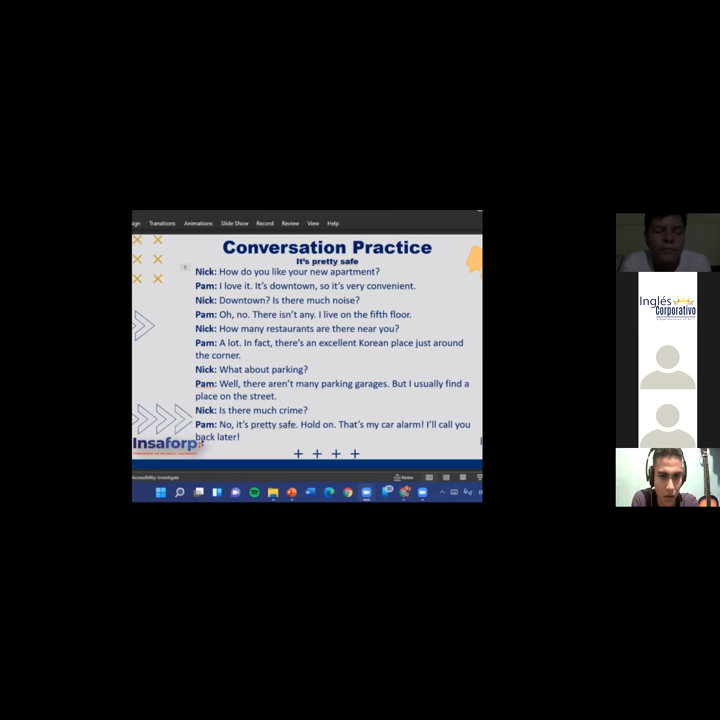 Transitions Animations Slide Show Record Review View Help
Conversation Practice
It's pretty safe
Nick: How do you like your new apartment?
Pam: I love it. It's downtown, so it's very convenient.
Nick: Downtown? Is there much noise?
Pam: Oh, no. There isn't any. I live on the fifth floor.
Nick: How many restaurants are there near you?
Pam: A lot. In fact, there's an excellent Korean place just around
the corner.
Nick: What about parking?
Pam: Well, there aren't many parking garages. But I usually find a
place on the street.
Nick: Is there much crime?
Pam: No, it's pretty safe. Hold on. That's my car alarm! I'll call you
back later!
Insaforp
Accessibility: Investigate
Notes
Inglés
Corporativo